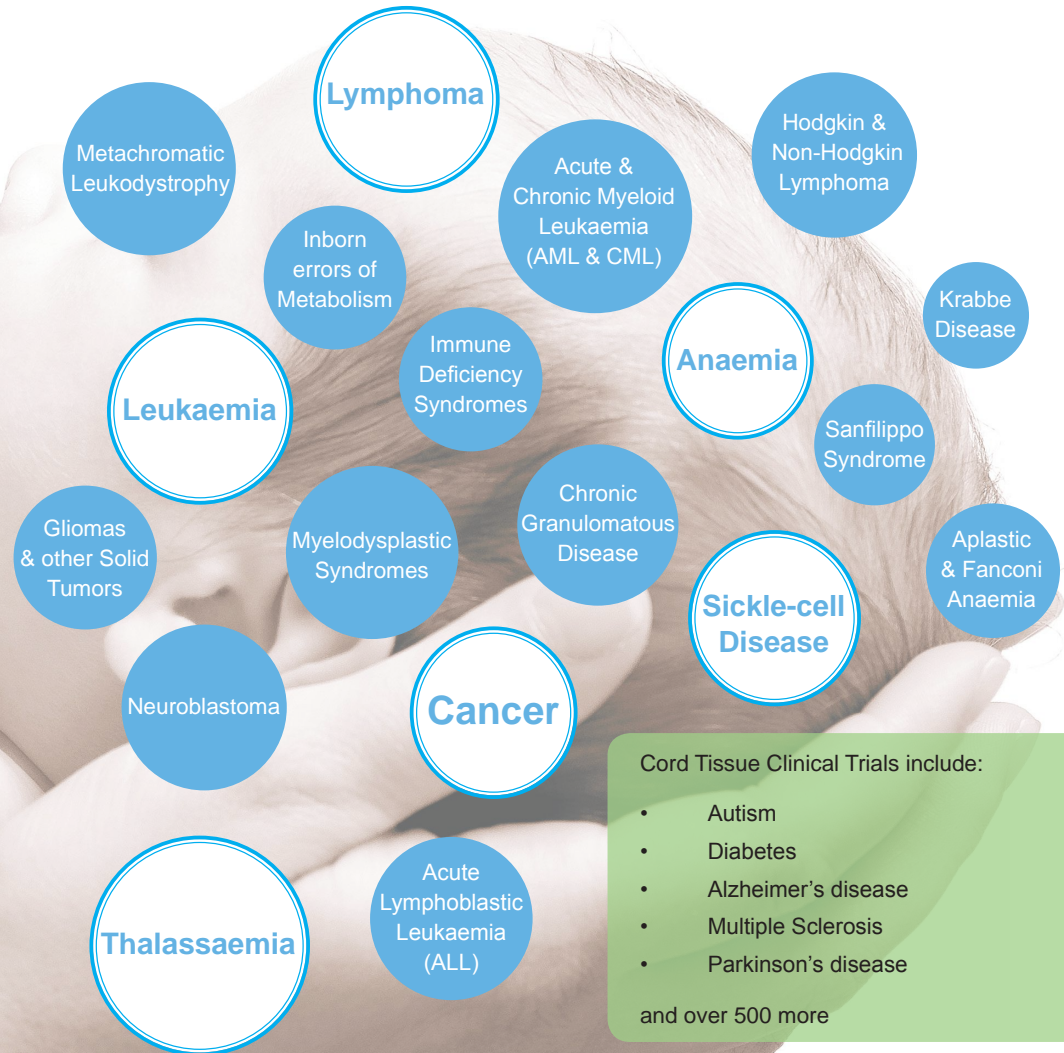 Lymphoma
Metachromatic
Leukodystrophy
Acute &
Chronic Myeloid
Leukaemia
(AML & CML)
Hodgkin &
Non-Hodgkin
Lymphoma
Inborn
errors of
Metabolism
Krabbe
Disease
Leukaemia
Immune
Deficiency
Syndromes
Anaemia
Sanfilippo
Syndrome
Gliomas
& other Solid
Tumors
Myelodysplastic
Syndromes
Chronic
Granulomatous
Disease
Aplastic
& Fanconi
Anaemia
Sickle-cell
Disease
Neuroblastoma
Cancer
Thalassaemia
Acute
Lymphoblastic
Leukaemia
(ALL)
Cord Tissue Clinical Trials include:
• Autism
• Diabetes
• Alzheimer’s disease
• Multiple Sclerosis
• Parkinson’s disease
and over 500 more